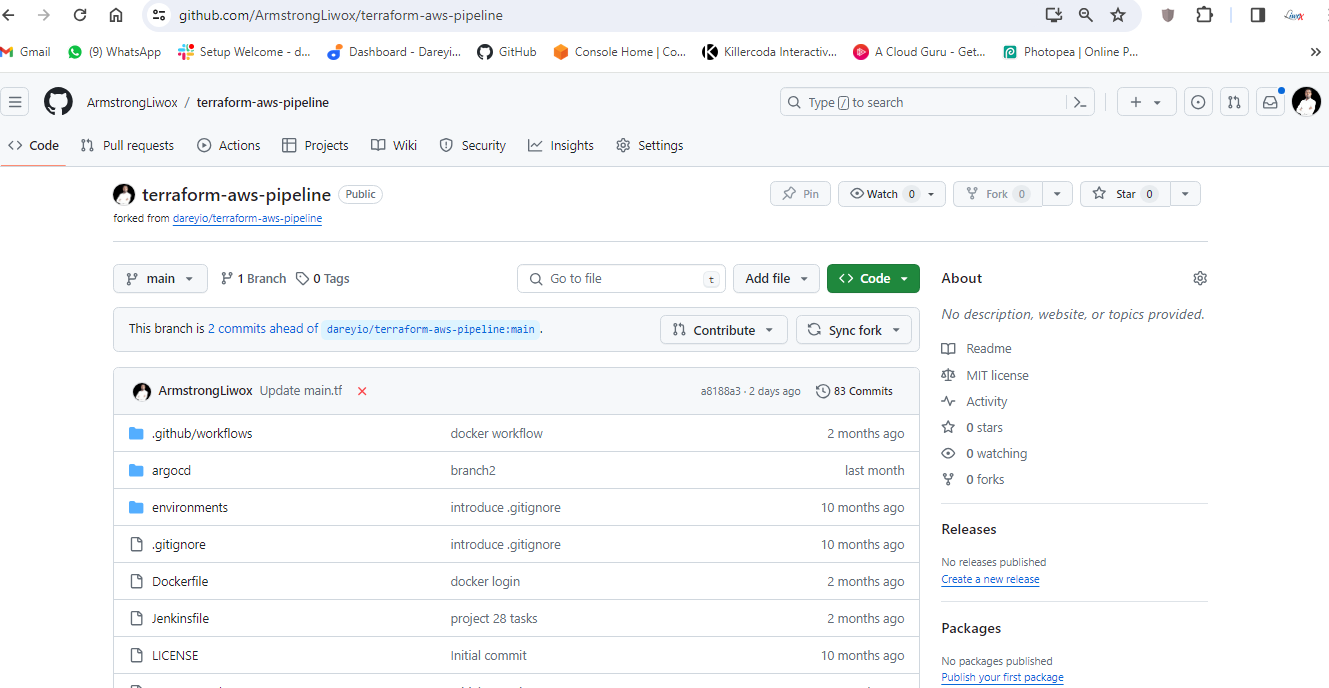 github.com/ArmstrongLiwox/terraform-aws-pipeline
Gmail (9) WhatsApp Setup Welcome - d... Dashboard - Dareyi... GitHub Console Home | Co... Killercoda Interactiv... A Cloud Guru - Get... Photopea | Online P... »
ArmstrongLiwox / terraform-aws-pipeline Type / to search
Code Pull requests Actions Projects Wiki Security Insights Settings
terraform-aws-pipeline Public Pin Watch 0 Fork 0 Star 0
forked from dareyio/terraform-aws-pipeline
main 1 Branch 0 Tags Go to file t Add file <> Code
This branch is 2 commits ahead of dareyio/terraform-aws-pipeline:main . Contribute Sync fork
ArmstrongLiwox Update main.tf a8188a3 · 2 days ago 83 Commits
.github/workflows docker workflow 2 months ago
argocd branch2 last month
environments introduce .gitignore 10 months ago
.gitignore introduce .gitignore 10 months ago
Dockerfile docker login 2 months ago
Jenkinsfile project 28 tasks 2 months ago
LICENSE Initial commit 10 months ago
About
No description, website, or topics provided.
Readme
MIT license
Activity
0 stars
0 watching
0 forks
Releases
No releases published
Create a new release
Packages
No packages published
Publish your first package